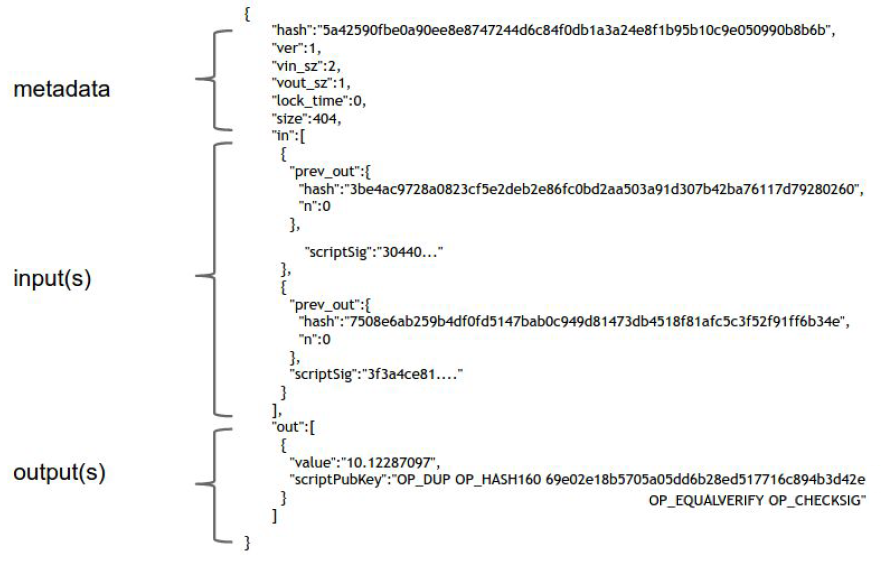 {
"hash":"5a42590fbe0a90ee8e8747244d6c84f0db1a3a24e8f1b95b10c9e050990b8b6b",
"ver":1,
"vin_sz":2,
metadata
"vout_sz":1,
"lock_time":0,
"size":404,
"in":[
{
"prev_out":{
"hash":"3be4ac9728a0823cf5e2deb2e86fc0bd2aa503a91d307b42ba76117d79280260",
"n":0
},
"scriptSig":"30440..."
input(s)
},
{
"prev_out":{
"hash":"7508e6ab259b4df0fd5147bab0c949d81473db4518f81afc5c3f52f91ff6b34e",
"n":0
},
"scriptSig":"3f3a4ce81...."
}
],
"out":[
{
output(s)
"value":"10.12287097",
"scriptPubKey":"OP_DUP OP_HASH160 69e02e18b5705a05dd6b28ed517716c894b3d42e
OP_EQUALVERIFY OP_CHECKSIG"
}
]
}